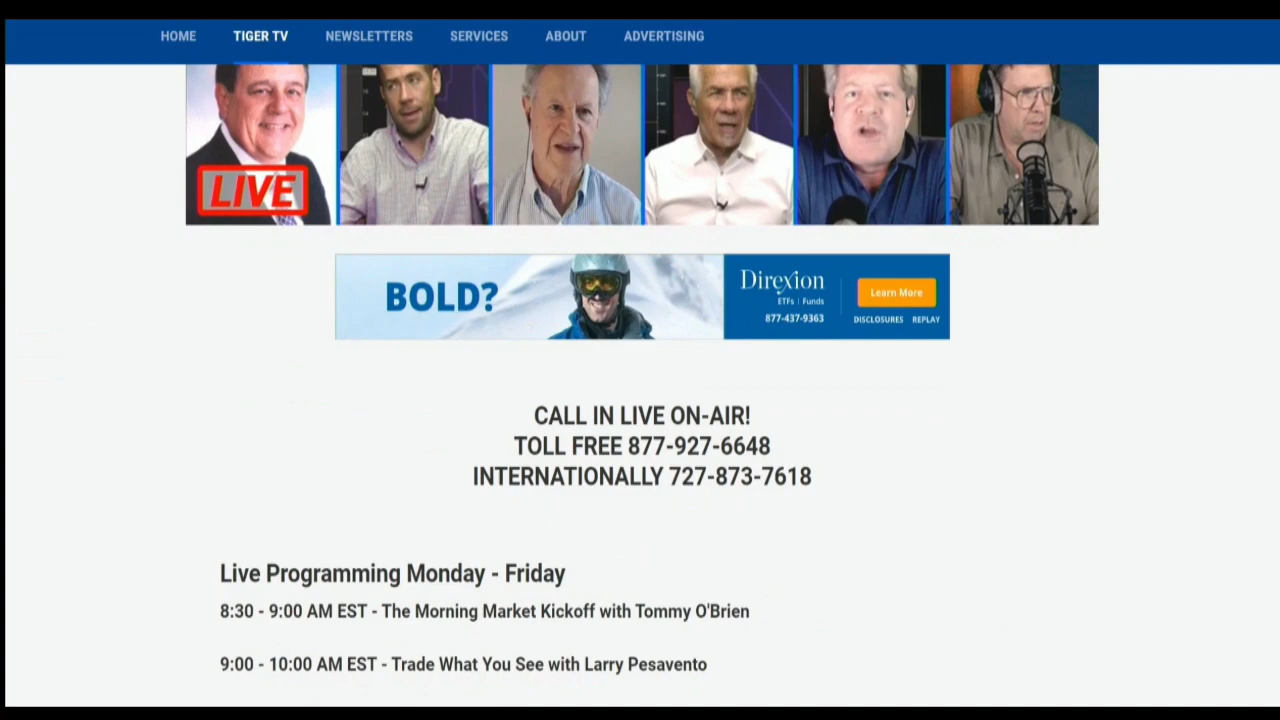 HOME TIGER TV NEWSLETTERS SERVICES ABOUT ADVERTISING
LIVE
BOLD?
Direxion
ETFs | Funds
877-437-9363
Learn More
DISCLOSURES REPLAY
CALL IN LIVE ON-AIR!
TOLL FREE 877-927-6648
INTERNATIONALLY 727-873-7618
Live Programming Monday - Friday
8:30 - 9:00 AM EST - The Morning Market Kickoff with Tommy O'Brien
9:00 - 10:00 AM EST - Trade What You See with Larry Pesavento